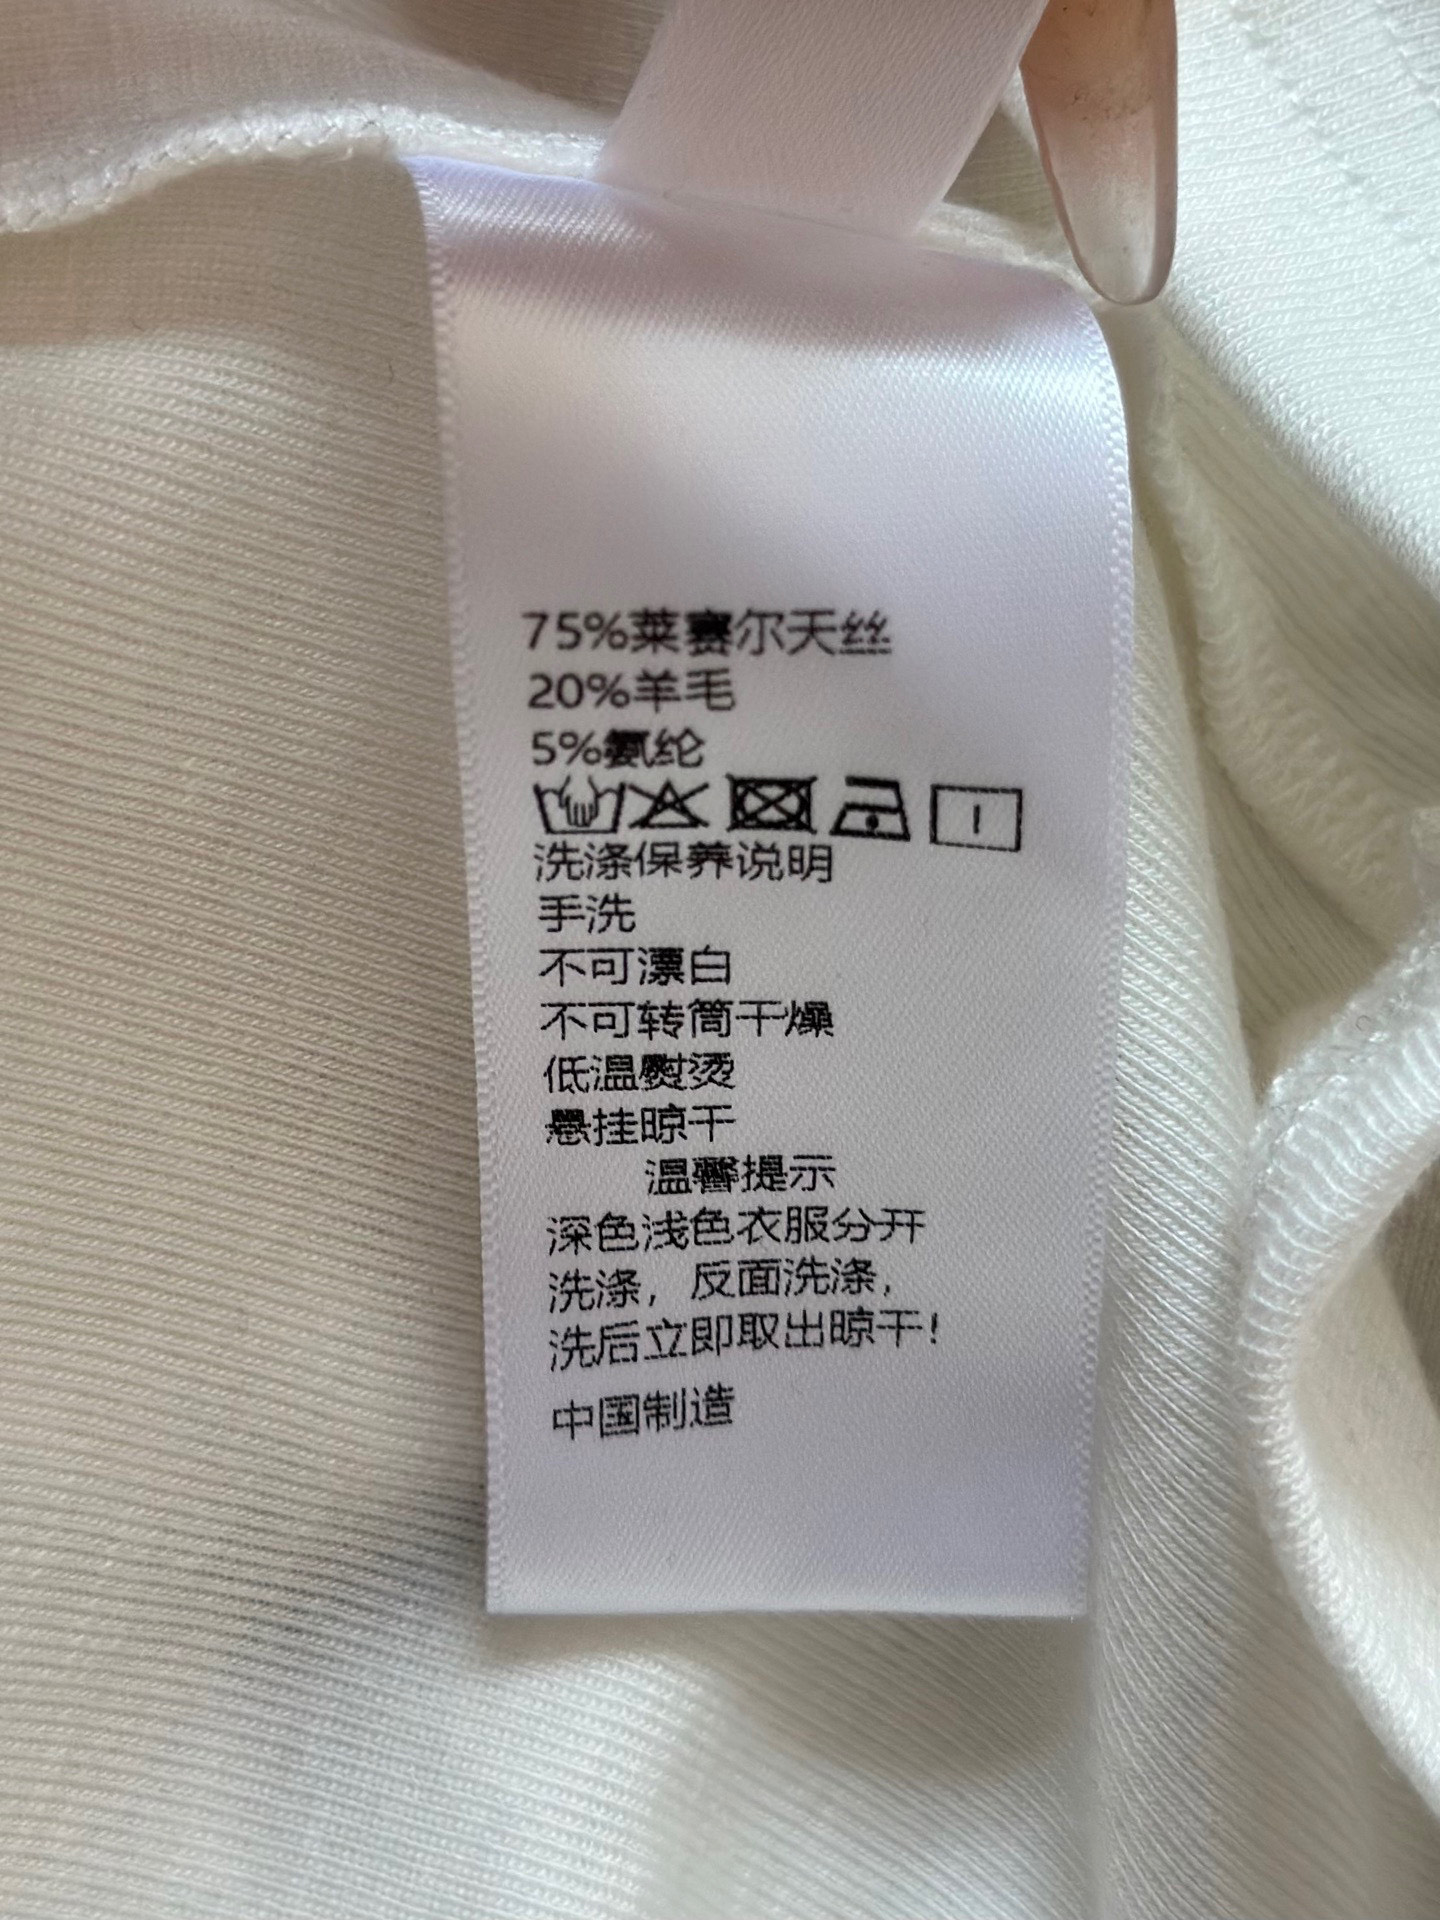 75%莱赛尔天丝
20%羊毛
5%氨纶
洗涤保养说明
手洗
不可漂白
不可转筒干燥
低温熨烫
悬挂晾干
温馨提示
深色浅色衣服分开
洗涤，反面洗涤，
洗后立即取出晾干！
中国制造